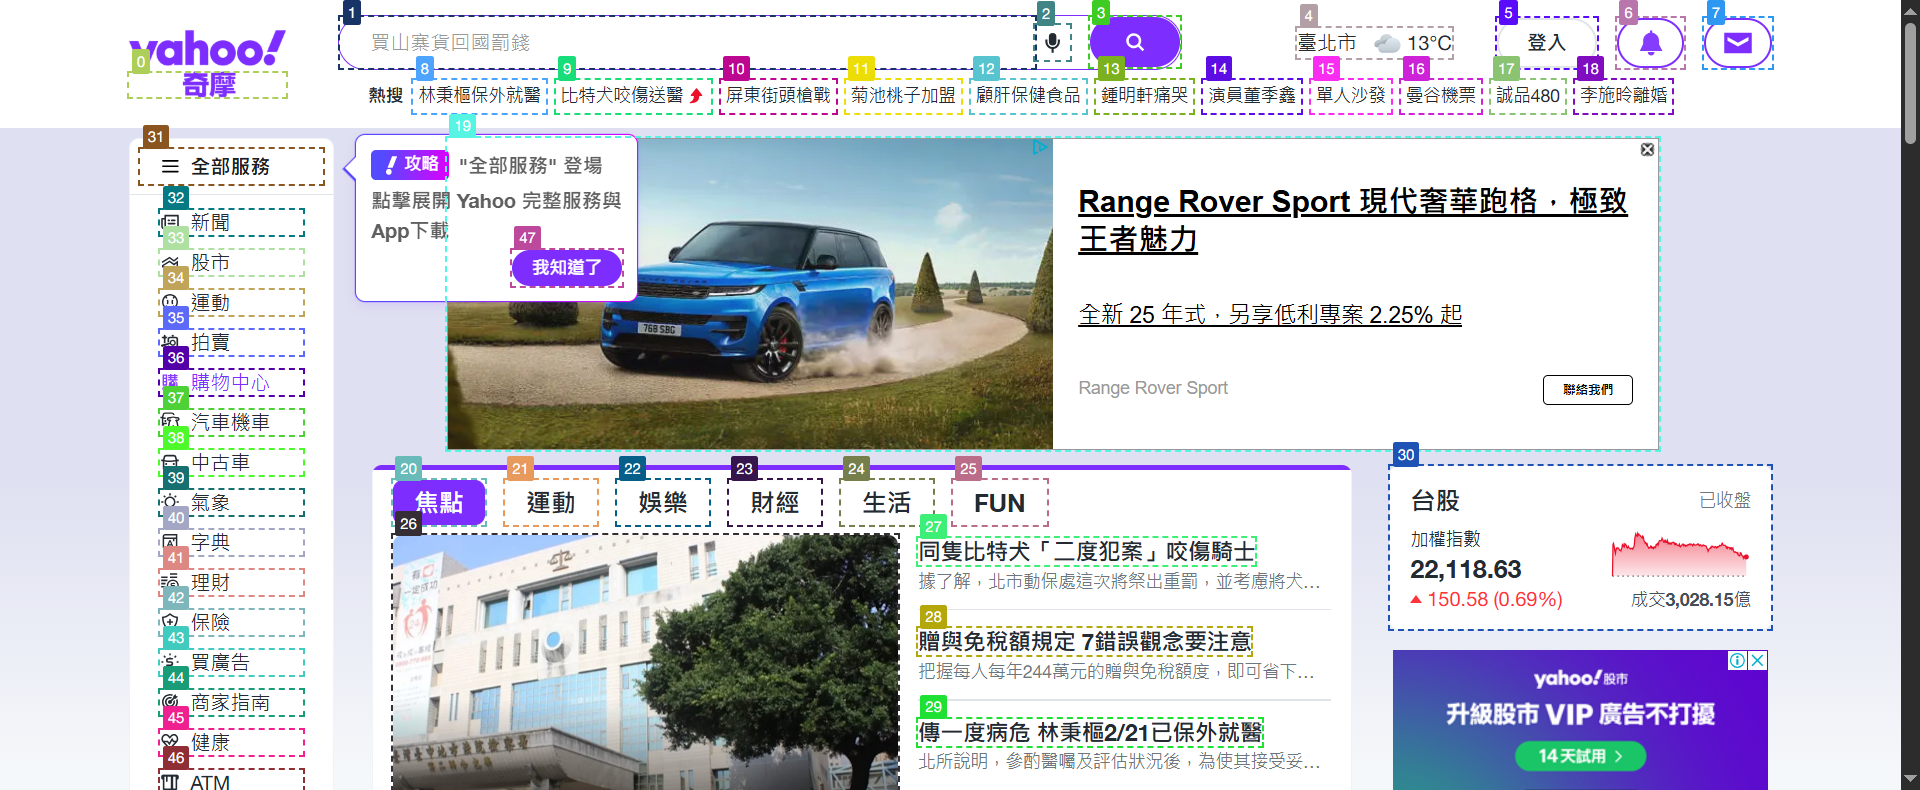 yahoo!
奇摩
0
1
買山寨貨回國罰錢
2
3
4
臺北市
13°C
5
登入
6
7
熱搜
8
林秉樞保外就醫
9
比特犬咬傷送醫
10
屏東街頭槍戰
11
菊池桃子加盟
12
顧肝保健食品
13
鍾明軒痛哭
14
演員董季鑫
15
單人沙發
16
曼谷機票
17
誠品480
18
李施昤離婚
31
全部服務
32
新聞
33
股市
34
運動
35
拍賣
36
購物中心
37
汽車機車
38
中古車
39
氣象
40
字典
41
理財
42
保險
43
買廣告
44
商家指南
45
健康
46
ATM
攻略 "全部服務" 登場
點擊展開 Yahoo 完整服務與
App下載
47
我知道了
19
768 SBG
Range Rover Sport 現代奢華跑格，極致
王者魅力
全新 25 年式，另享低利專案 2.25% 起
Range Rover Sport
聯絡我們
20
焦點
21
運動
22
娛樂
23
財經
24
生活
25
FUN
26
27
同隻比特犬「二度犯案」咬傷騎士
據了解，北市動保處這次將祭出重罰，並考慮將犬...
28
贈與免稅額規定 7錯誤觀念要注意
把握每人每年244萬元的贈與免稅額度，即可省下...
29
傳一度病危 林秉樞2/21已保外就醫
北所說明，參酌醫囑及評估狀況後，為使其接受妥...
30
台股
已收盤
加權指數
22,118.63
150.58 (0.69%)
成交3,028.15億
yahoo!股市
升級股市 VIP 廣告不打擾
14 天試用